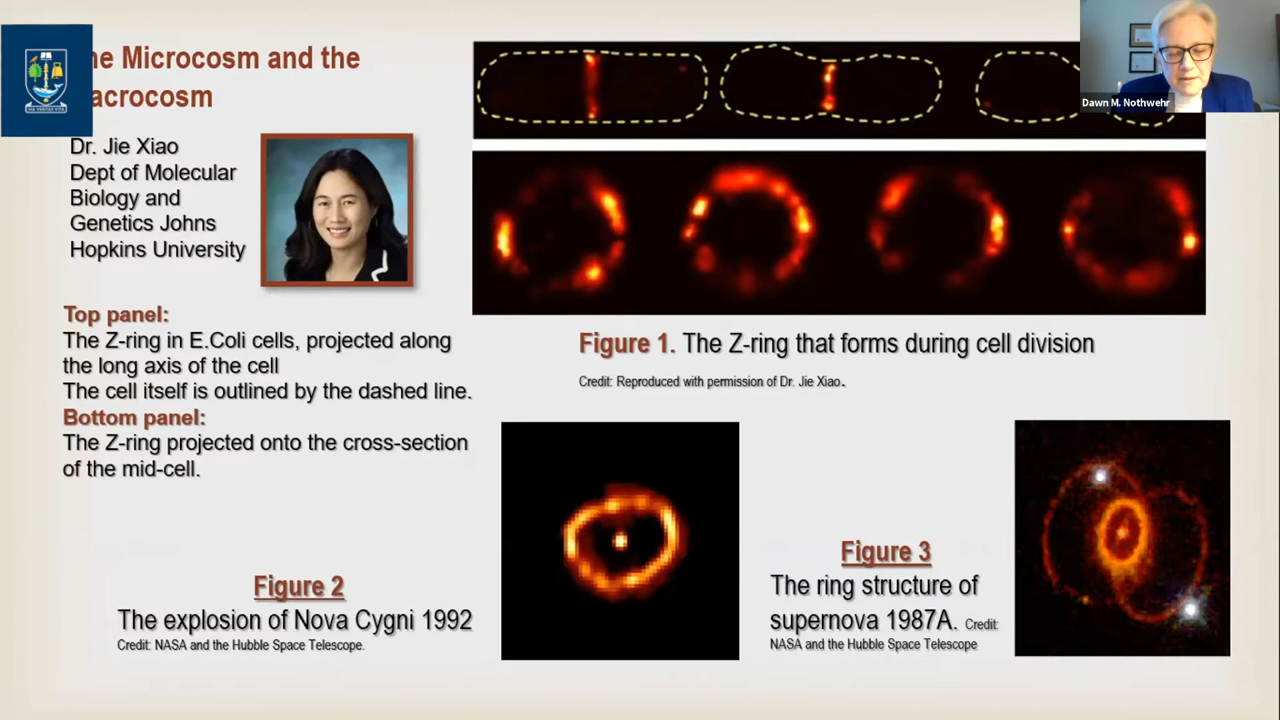 he Microcosm and the
acrocosm
Dr. Jie Xiao
Dept of Molecular
Biology and
Genetics Johns
Hopkins University
Top panel:
The Z-ring in E.Coli cells, projected along
the long axis of the cell
The cell itself is outlined by the dashed line.
Bottom panel:
The Z-ring projected onto the cross-section
of the mid-cell.
Dawn M. Nothwehr
Figure 1. The Z-ring that forms during cell division
Credit: Reproduced with permission of Dr. Jie Xiao.
Figure 2
The explosion of Nova Cygni 1992
Credit: NASA and the Hubble Space Telescope.
Figure 3
The ring structure of
supernova 1987A. Credit:
NASA and the Hubble Space Telescope